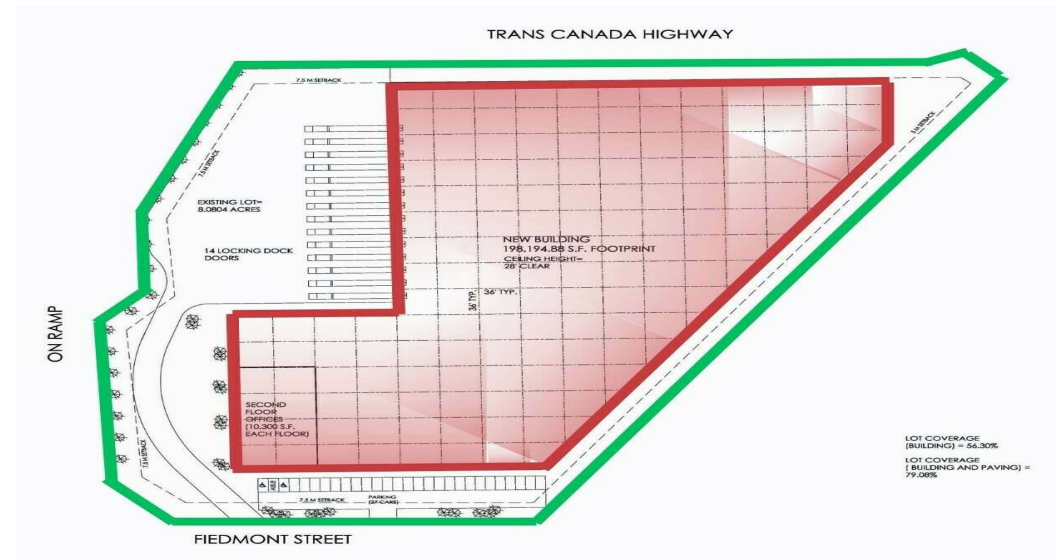 TRANS CANADA HIGHWAY
7.5 M SETBACK
7.5 M SETBACK
5 M SETBACK
EXISTING LOT=
8.0804 ACRES
14 LOCKING DOCK
DOORS
NEW BUILDING
198,194.88 S.F. FOOTPRINT
CEILING HEIGHT=
28' CLEAR
36' TYP.
36' TYP.
ON RAMP
SECOND
FLOOR
OFFICES
(10,300 S.F.
EACH FLOOR)
7.5 M SETBACK
AISLE
7.5 M SETBACK
PARKING
LOT COVERAGE
(BUILDING) = 56.30%
LOT COVERAGE
( BUILDING AND PAVING) =
79.08%
FIEDMONT STREET